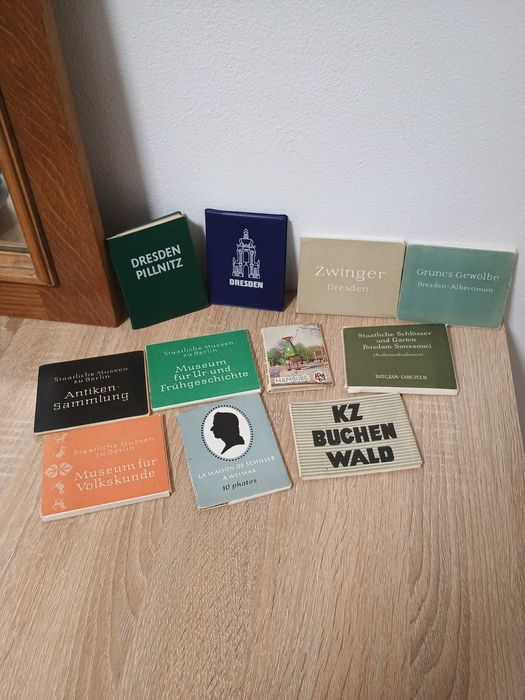 DRESDEN
PILLNITZ
DRESDEN
Zwinger
Dresden
Grünes Gewölbe
Dresden-Albertinum
Staatliche Museen
zu Berlin
Antiken-
Sammlung
Staatliche Museen
zu Berlin
Museum
für Ur und
Frühgeschichte
HAMBURG
Staatliche Schlösser
und Gärten
Potsdam-Sanssouci
(Außenaufnahmen)
Staatliche Museen
zu Berlin
Museum für
Volkskunde
LA MAISON DE SCHILLER
A WEIMAR
10 photos
KZ
BUCHEN
WALD